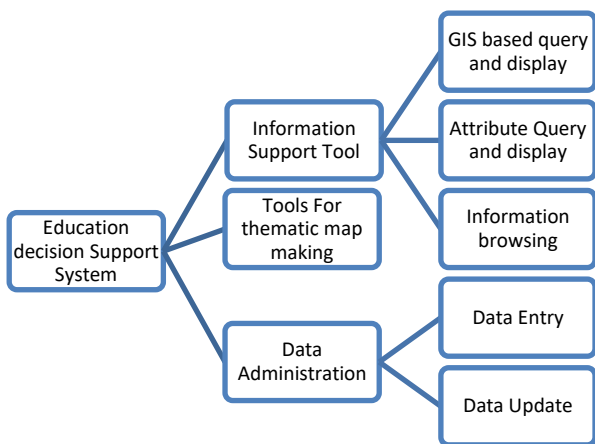 Education
decision Support
System
Information
Support Tool
GIS based query
and display
Attribute Query
and display
Information
browsing
Tools For
thematic map
making
Data
Administration
Data Entry
Data Update